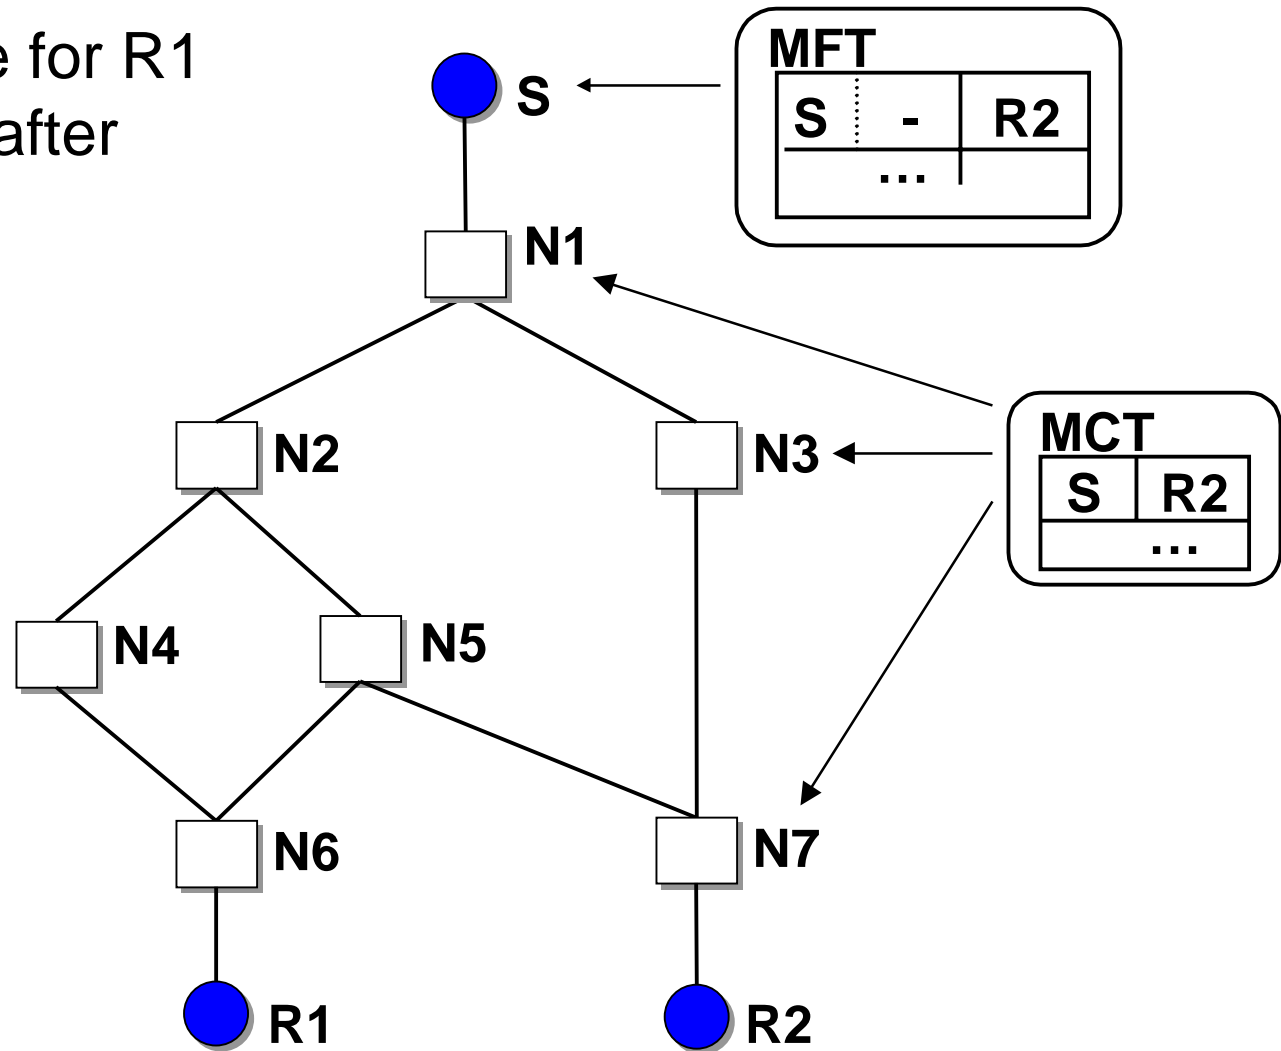 e for R1
after
S
MFT
S - R2
...
N1
MCT
S R2
...
N2
N3
N4
N5
N6
N7
R1
R2